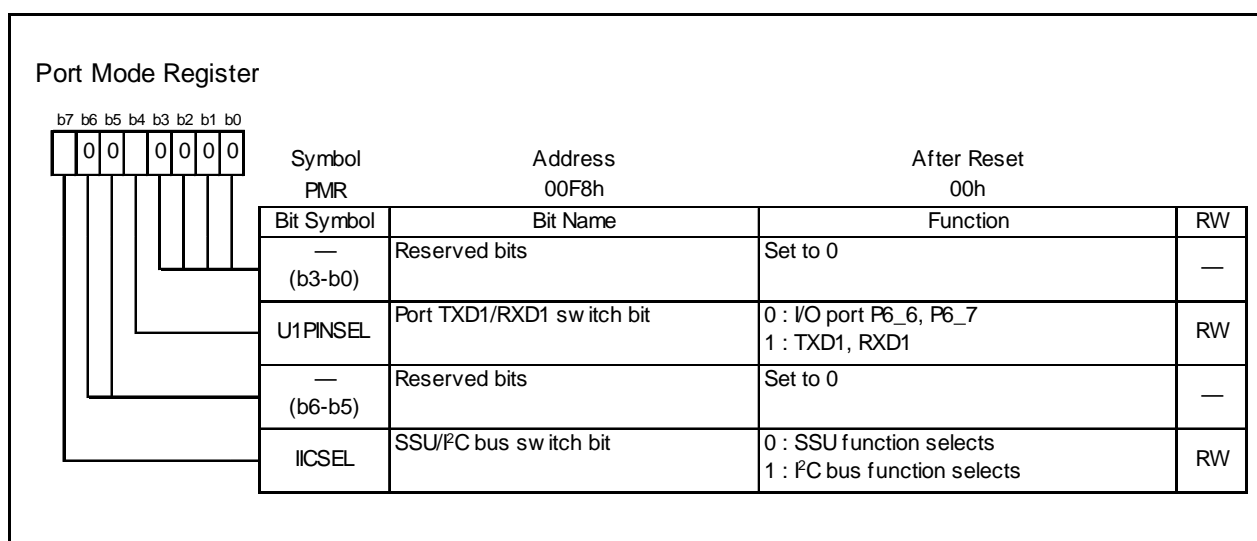 Port Mode Register
b7 b6 b5 b4 b3 b2 b1 b0
0 0 0 0 0 0
Symbol Address After Reset
PMR 00F8h 00h
Bit Symbol Bit Name Function RW
— Reserved bits Set to 0 —
(b3-b0)
U1PINSEL Port TXD1/RXD1 switch bit 0 : I/O port P6_6, P6_7 RW
1 : TXD1, RXD1
— Reserved bits Set to 0 —
(b6-b5)
IICSEL SSU/I²C bus switch bit 0 : SSU function selects RW
1 : I²C bus function selects